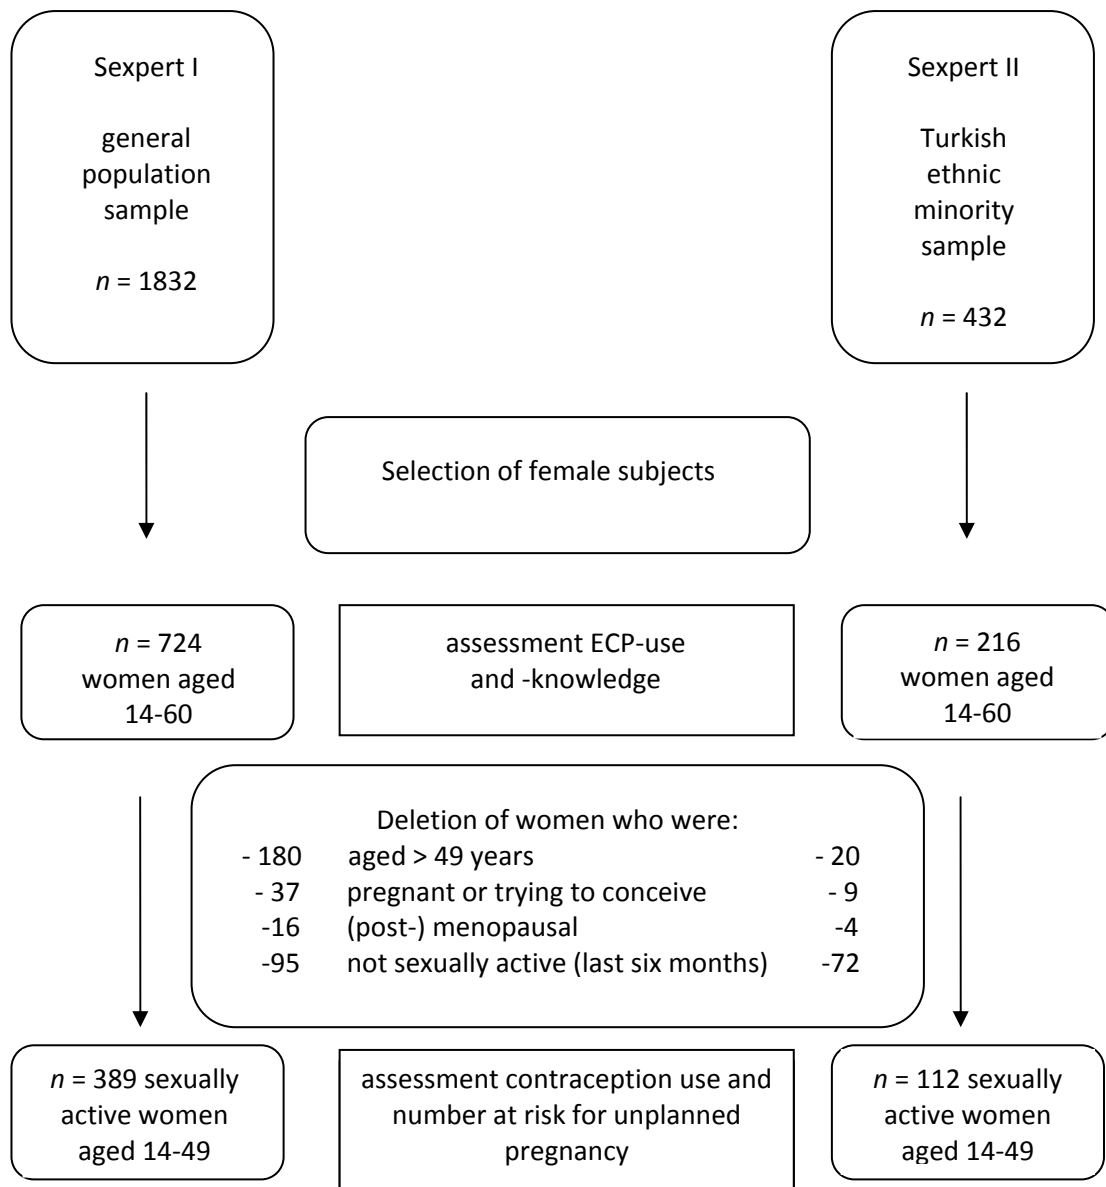 Sexpert I
general
population
sample
n = 1832
Sexpert II
Turkish
ethnic
minority
sample
n = 432
Selection of female subjects
n = 724
women aged
14-60
assessment ECP-use
and -knowledge
n = 216
women aged
14-60
Deletion of women who were:
- 180 aged > 49 years - 20
- 37 pregnant or trying to conceive - 9
-16 (post-) menopausal -4
-95 not sexually active (last six months) -72
n = 389 sexually
active women
aged 14-49
assessment contraception use and
number at risk for unplanned
pregnancy
n = 112 sexually
active women
aged 14-49